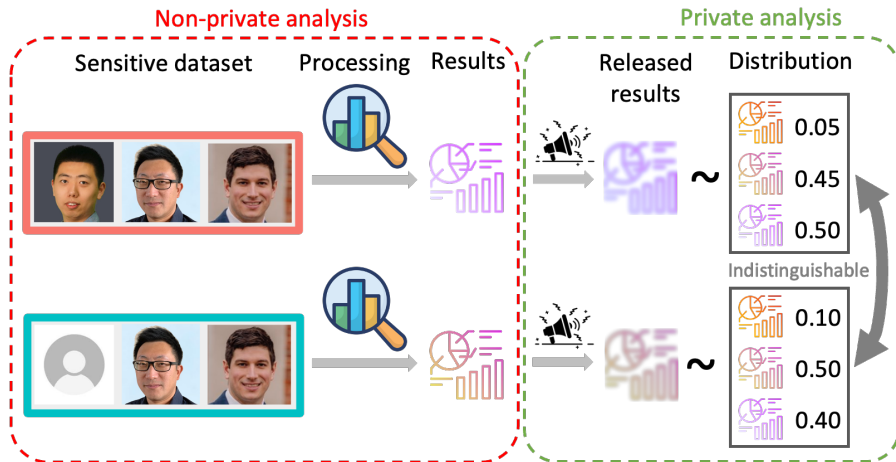 Non-private analysis
Private analysis
Sensitive dataset
Processing
Results
Released
results
Distribution
0.05
0.45
0.50
Indistinguishable
0.10
0.50
0.40
~
~